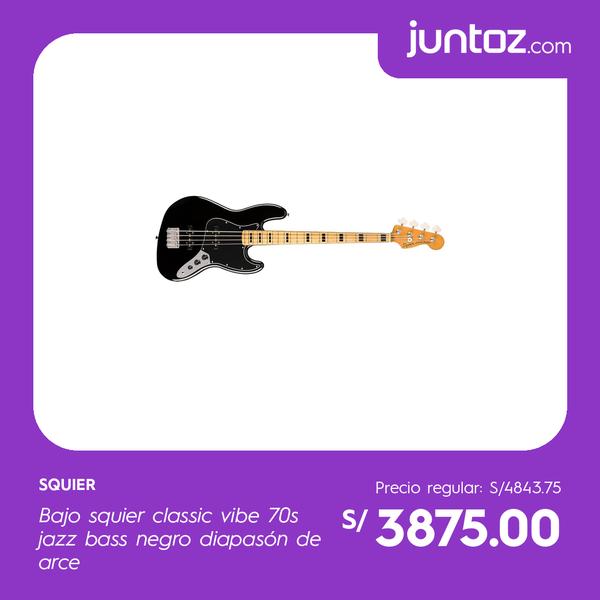 juntoz.com
SQUIER
Bajo squier classic vibe 70s
jazz bass negro diapasón de
arce
Precio regular: S/4843.75
S/ 3875.00